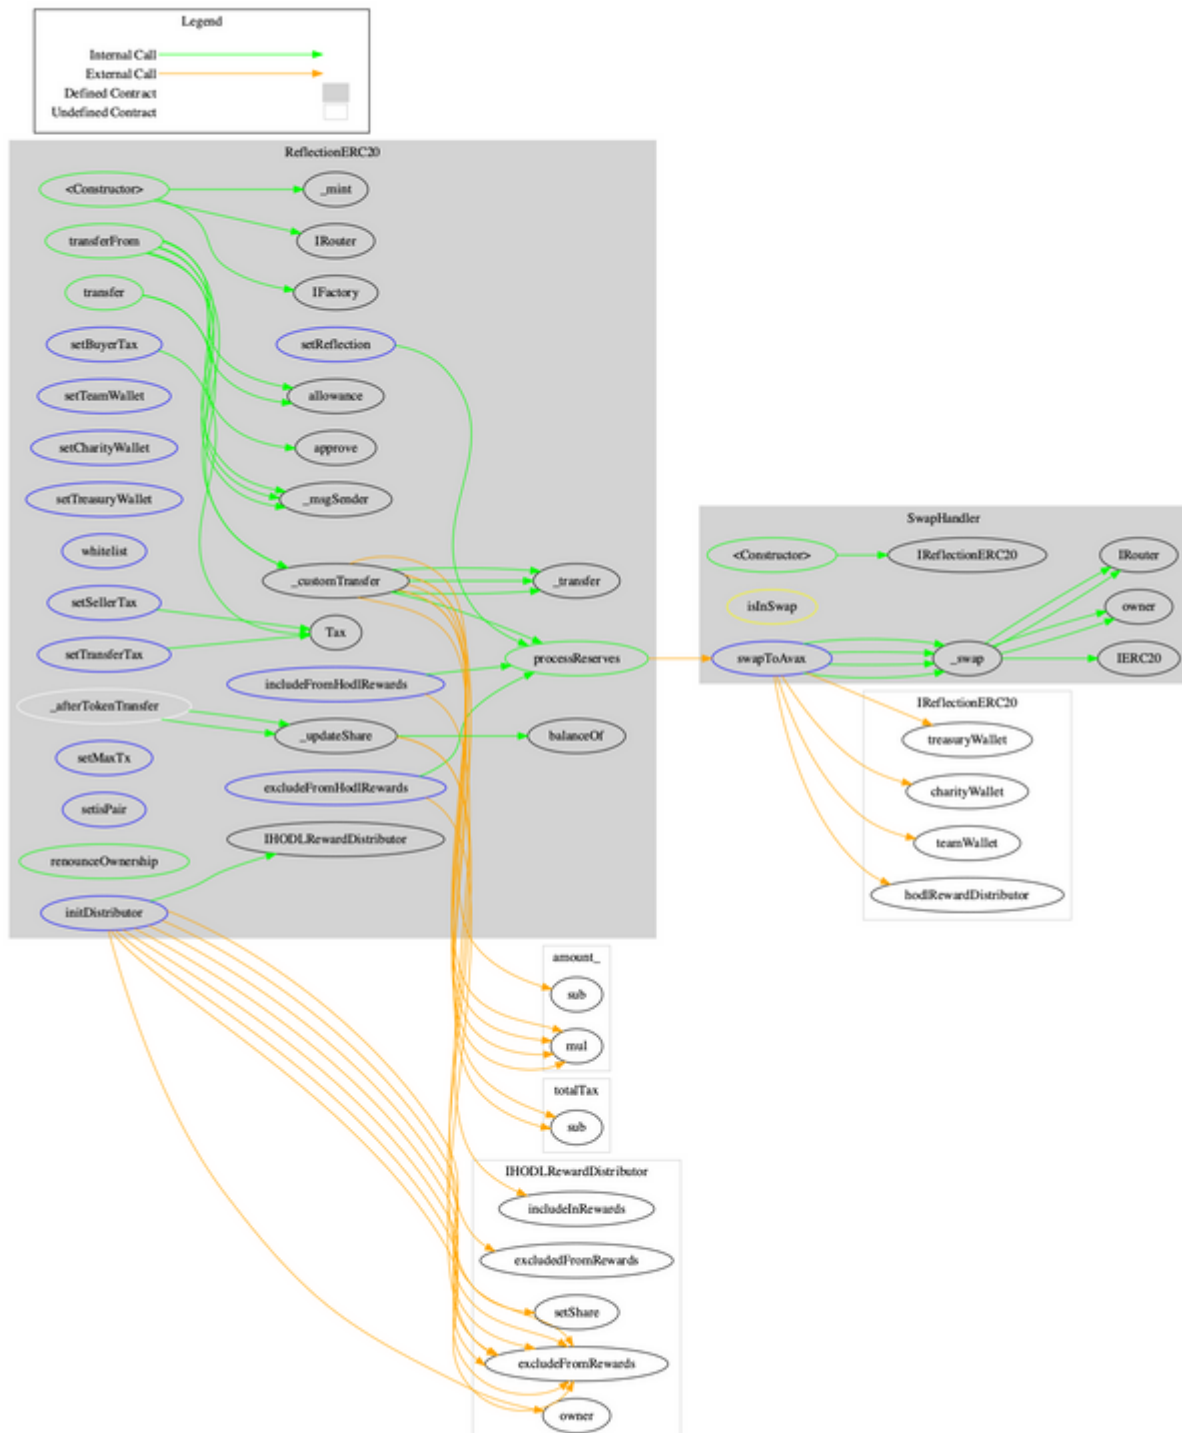 Legend
Internal Call
External Call
Defined Contract
Undefined Contract
ReflectionERC20
<Constructor>
_mint
transferFrom
IRouter
transfer
IFactory
setBuyerTax
setReflection
setTeamWallet
allowance
setCharityWallet
approve
setTreasuryWallet
_msgSender
whitelist
_customTransfer
_transfer
setSellerTax
Tax
setTransferTax
processReserves
includeFromHodlRewards
_afterTokenTransfer
_updateShare
balanceOf
setMaxTx
excludeFromHodlRewards
setisPair
IHODLRewardDistributor
renounceOwnership
initDistributor
SwapHandler
<Constructor>
IReflectionERC20
IRouter
isInSwap
owner
swapToAvax
_swap
IERC20
IReflectionERC20
treasuryWallet
charityWallet
teamWallet
hodlRewardDistributor
amount_
sub
mul
totalTax
sub
IHODLRewardDistributor
includeInRewards
excludedFromRewards
setShare
excludeFromRewards
owner